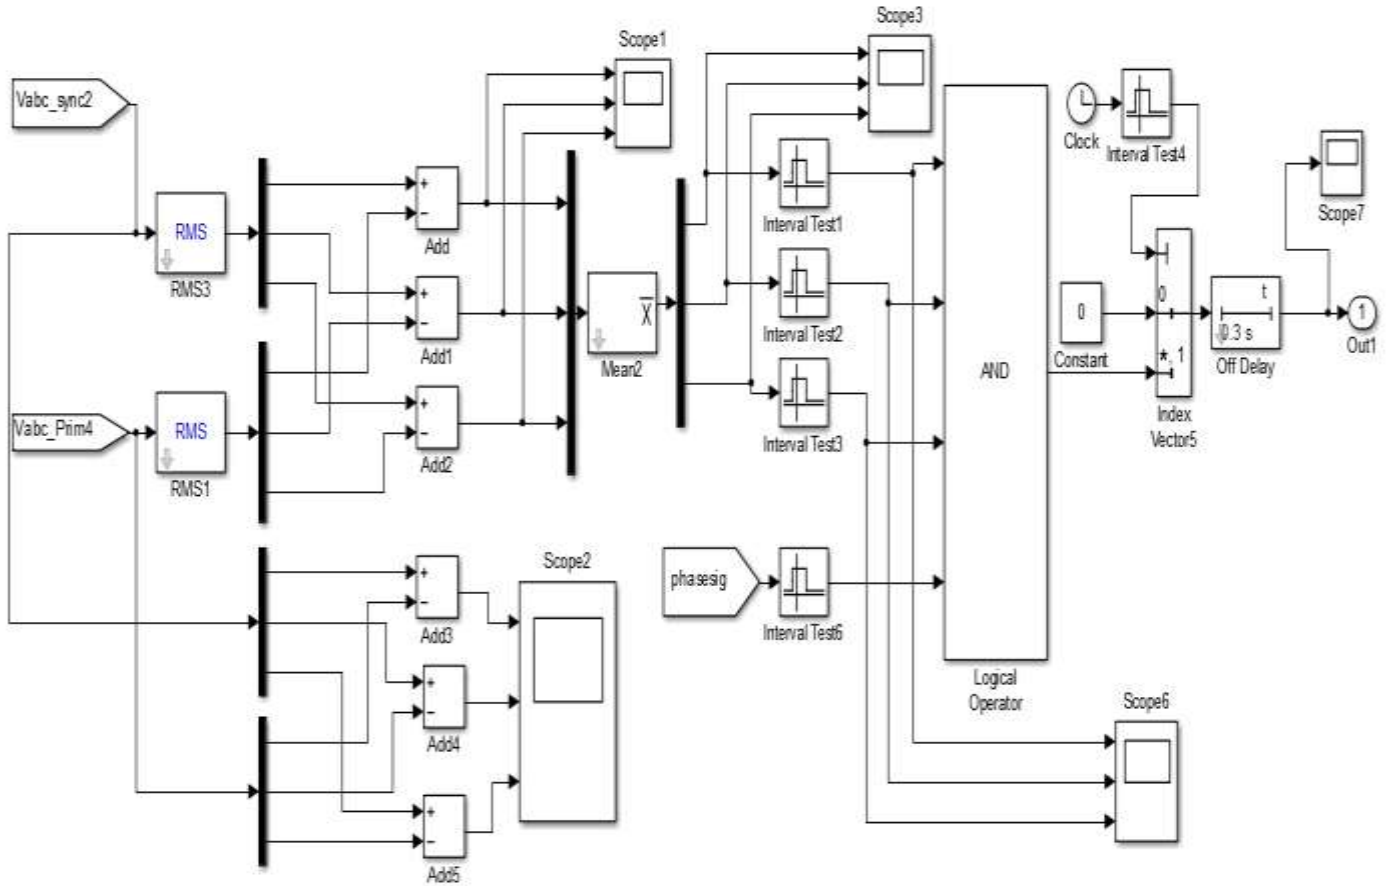 Scope3
Scope1
Vabc_sync2
Clock
Interval Test4
+
−
Add
Scope7
RMS
RMS3
Interval Test1
+
−
Add1
X
Mean2
Interval Test2
0
Constant
0
*, 1
Index
Vector5
t
0.3 s
Off Delay
1
Out1
AND
Vabc_Prim4
RMS
RMS1
+
−
Add2
Interval Test3
Scope2
+
−
Add3
phasesig
Interval Test6
Logical
Operator
+
−
Add4
Scope6
+
−
Add5